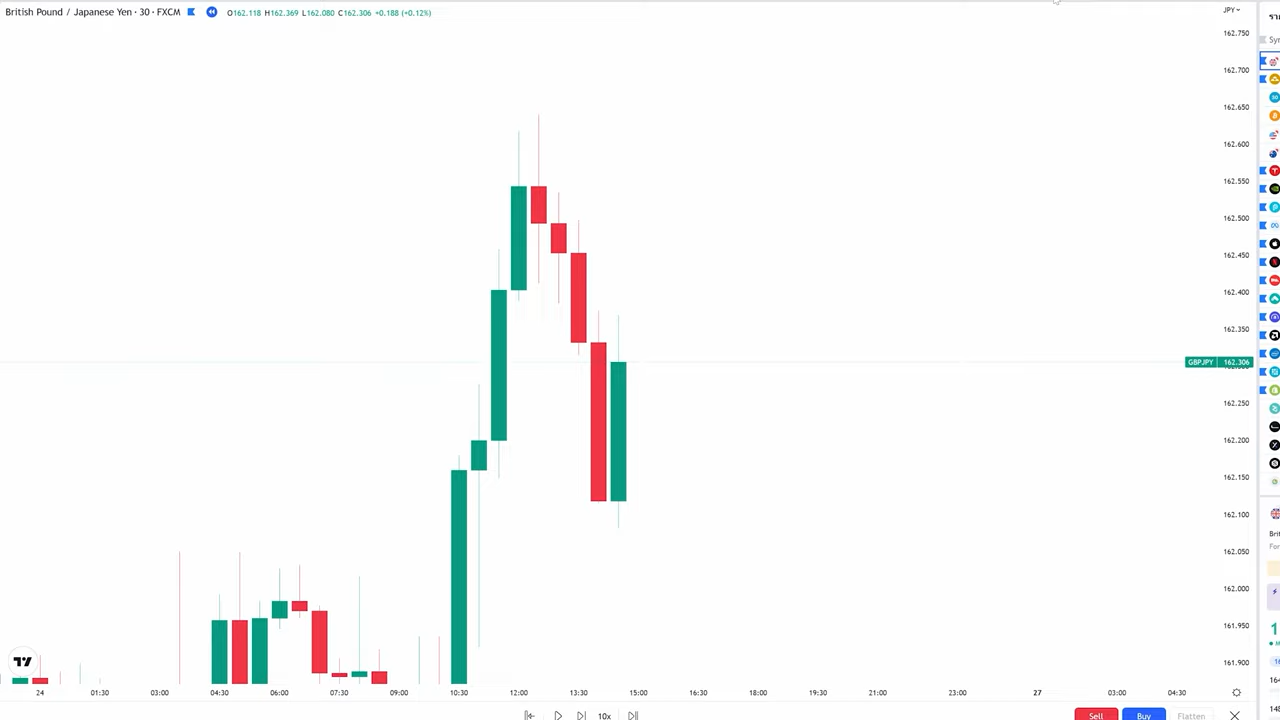 British Pound / Japanese Yen · 30 · FXCM O162.118 H162.369 L162.080 C162.306 +0.188 (+0.12%)
JPY
162.750
162.700
162.650
162.600
162.550
162.500
162.450
162.400
162.350
GBPJPY 162.306
162.250
162.200
162.150
162.100
162.050
162.000
161.950
161.900
24 01:30 03:00 04:30 06:00 07:30 09:00 10:30 12:00 13:30 15:00 16:30 18:00 19:30 21:00 23:00 27 03:00 04:30
10x
Sell Buy Flatten